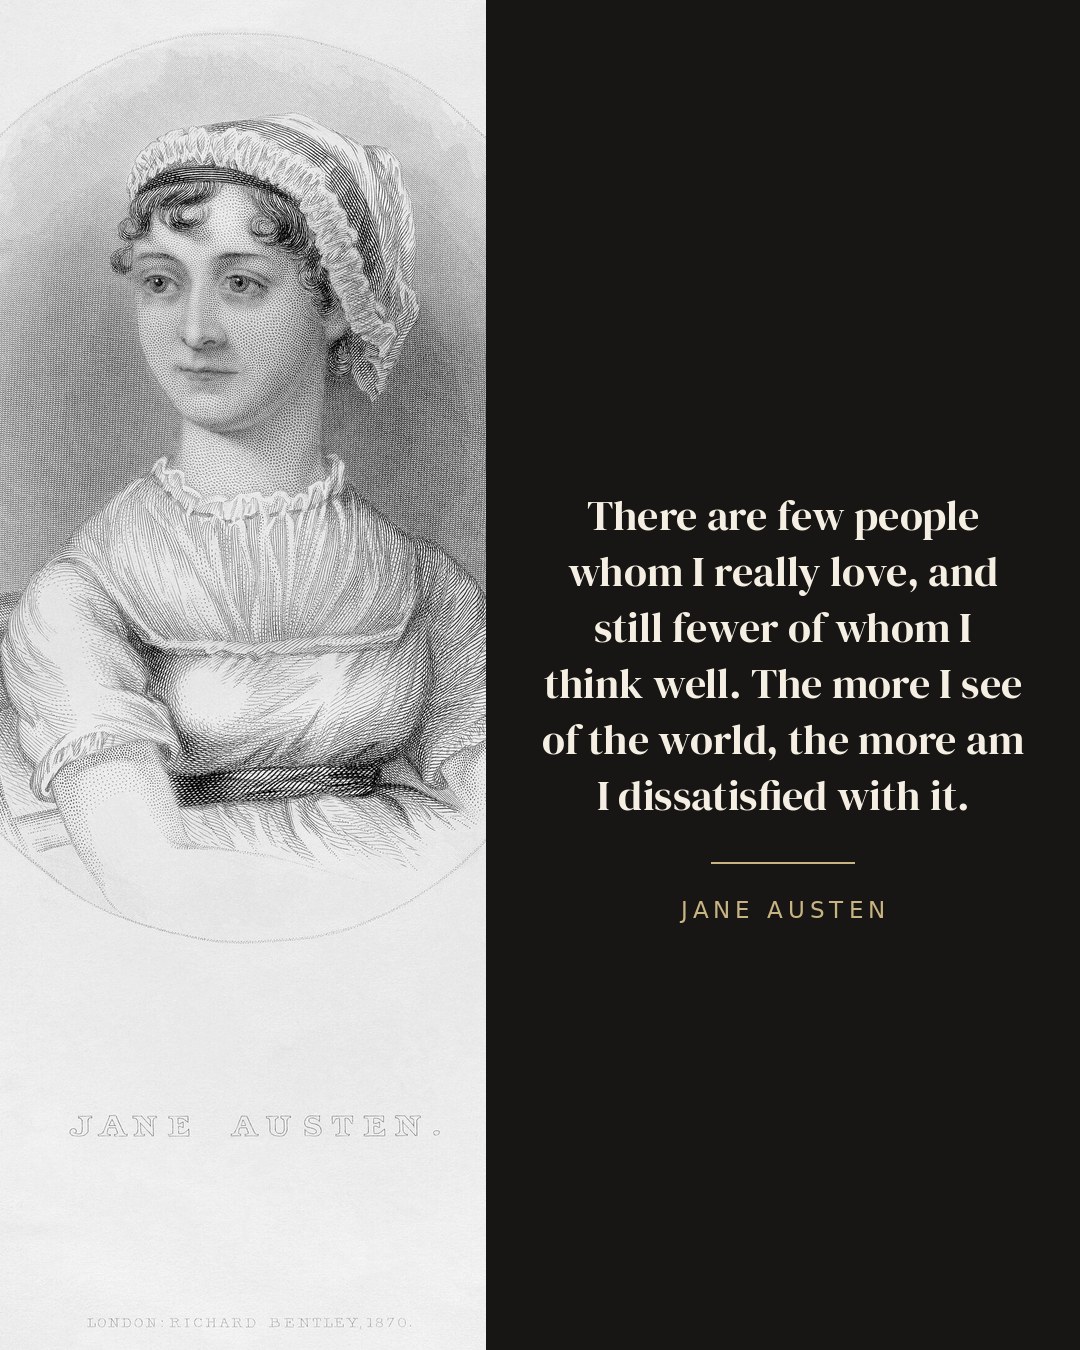 There are few people
whom I really love, and
still fewer of whom I
think well. The more I see
of the world, the more am
I dissatisfied with it.
JANE AUSTEN
JANE AUSTEN.
LONDON: RICHARD BENTLEY, 1870.